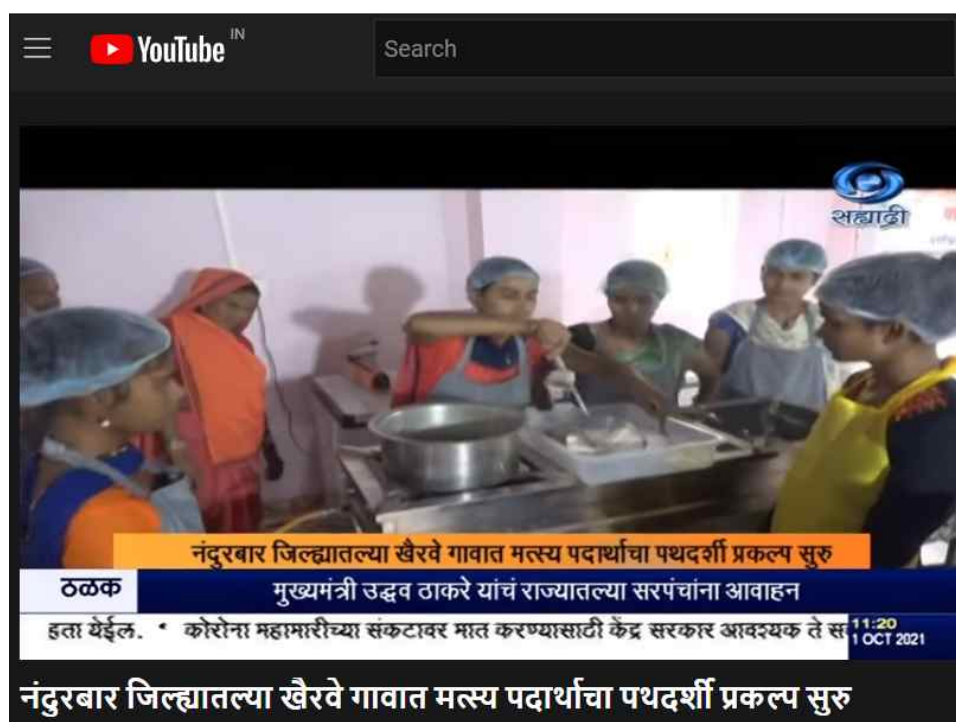 YouTube IN
Search
सह्याद्री
नंदुरबार जिल्ह्यातल्या खैरवे गावात मत्स्य पदार्थाचा पथदर्शी प्रकल्प सुरु
ठळक
मुख्यमंत्री उद्धव ठाकरे यांचं राज्यातल्या सरपंचांना आवाहन
इता येईल. * कोरोना महामारीच्या संकटावर मात करण्यासाठी केंद्र सरकार आवश्यक ते
11:20
1 OCT 2021
नंदुरबार जिल्ह्यातल्या खैरवे गावात मत्स्य पदार्थाचा पथदर्शी प्रकल्प सुरु